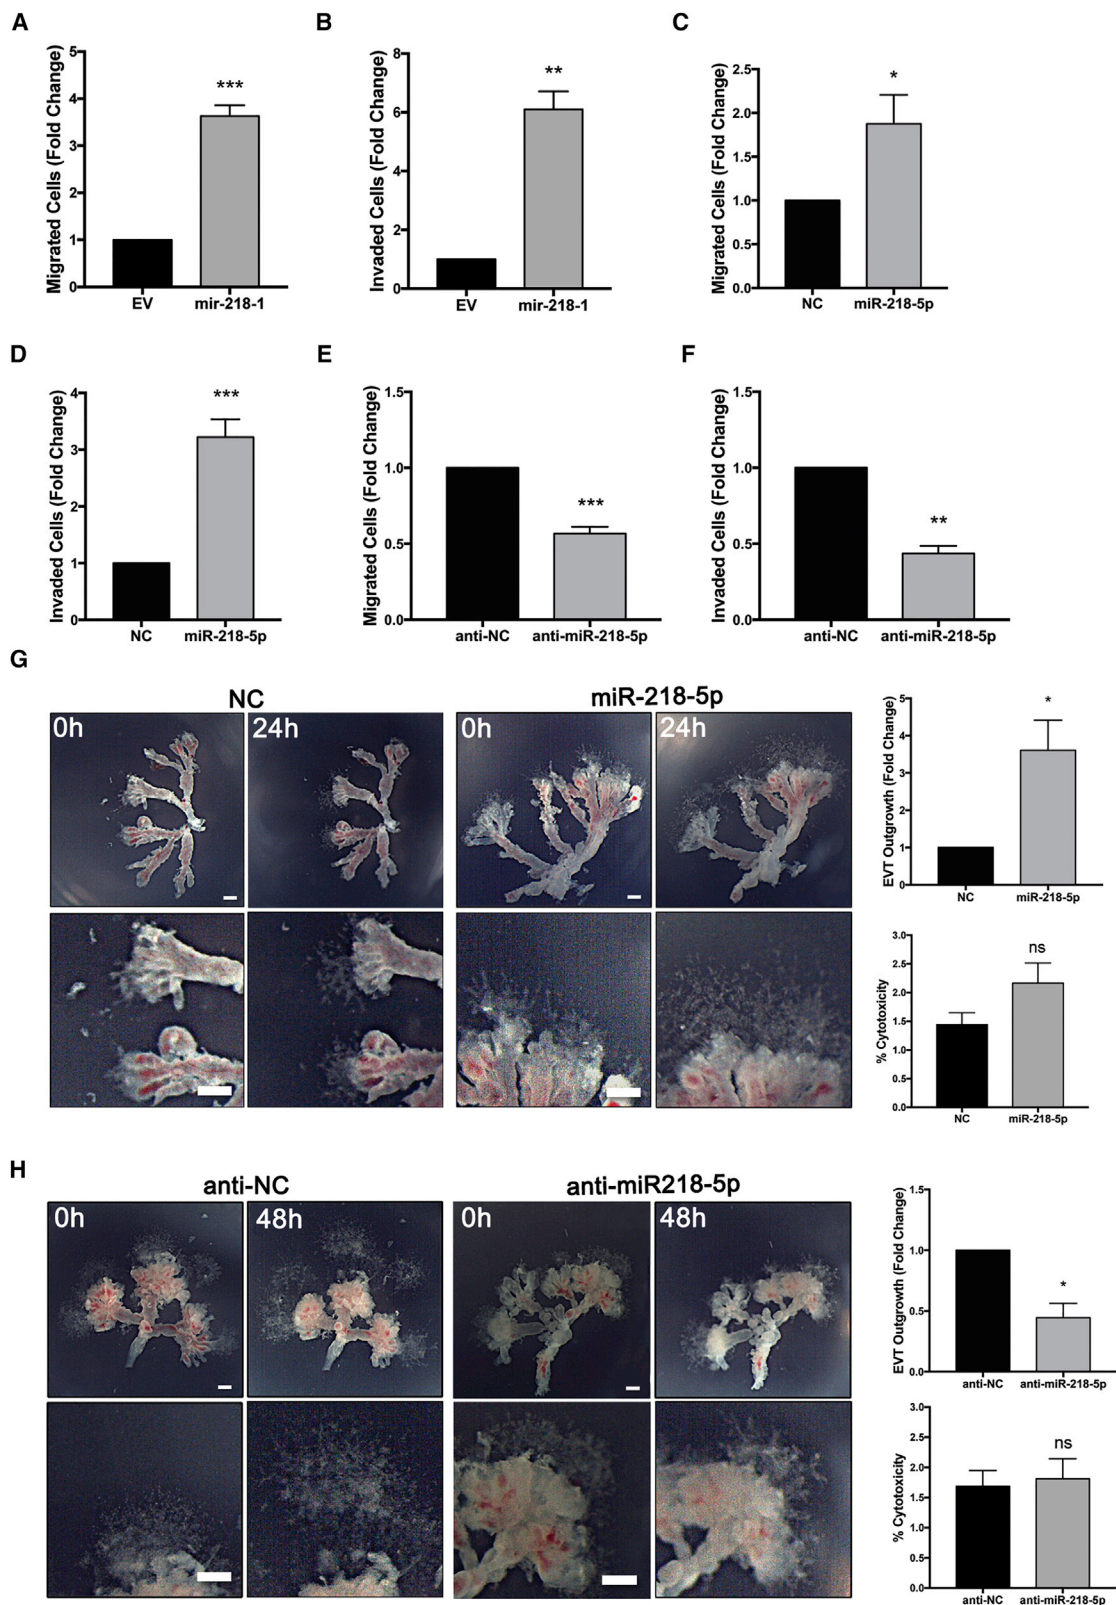 A
Migrated Cells (Fold Change)
5
4
3
2
1
0
***
EV
mir-218-1
B
Invaded Cells (Fold Change)
8
6
4
2
0
**
EV
mir-218-1
C
Migrated Cells (Fold Change)
2.5
2.0
1.5
1.0
0.5
0.0
*
NC
miR-218-5p
D
Invaded Cells (Fold Change)
4
3
2
1
0
***
NC
miR-218-5p
E
Migrated Cells (Fold Change)
1.5
1.0
0.5
0.0
***
anti-NC
anti-miR-218-5p
F
Invaded Cells (Fold Change)
1.5
1.0
0.5
0.0
**
anti-NC
anti-miR-218-5p
G
NC
miR-218-5p
0h
24h
0h
24h
EVT Outgrowth (Fold Change)
5
4
3
2
1
0
*
NC
miR-218-5p
% Cytotoxicity
3.0
2.5
2.0
1.5
1.0
0.5
0.0
ns
NC
miR-218-5p
H
anti-NC
anti-miR218-5p
0h
48h
0h
48h
EVT Outgrowth (Fold Change)
1.5
1.0
0.5
0.0
*
anti-NC
anti-miR-218-5p
% Cytotoxicity
3.0
2.5
2.0
1.5
1.0
0.5
0.0
ns
anti-NC
anti-miR-218-5p